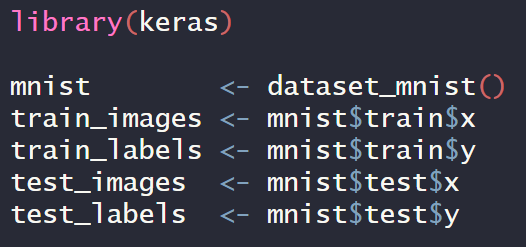 library(keras)
mnist        <- dataset_mnist()
train_images <- mnist$train$x
train_labels <- mnist$train$y
test_images  <- mnist$test$x
test_labels  <- mnist$test$y